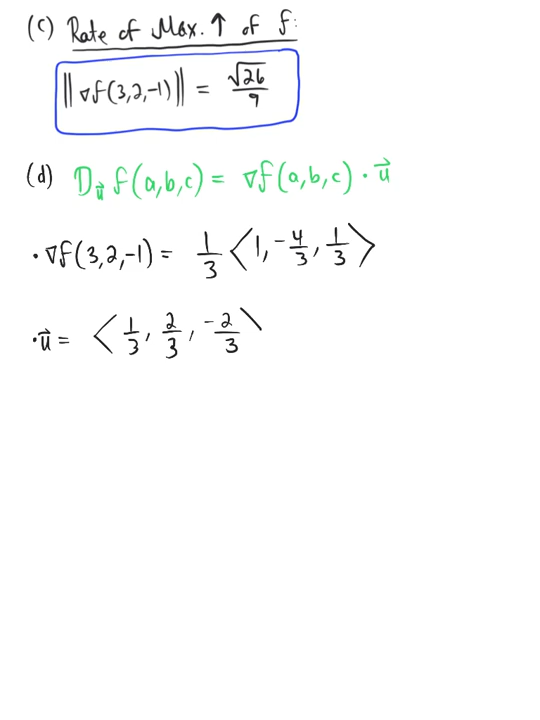 (c) Rate of Max. ↑ of f:
‖∇f(3,2,-1)‖ = √26/9
(d) D_u⃗ f(a,b,c) = ∇f(a,b,c) · u⃗
· ∇f(3,2,-1) = 1/3 ⟨1, -4/3, 1/3⟩
· u⃗ = ⟨1/3, 2/3, -2/3